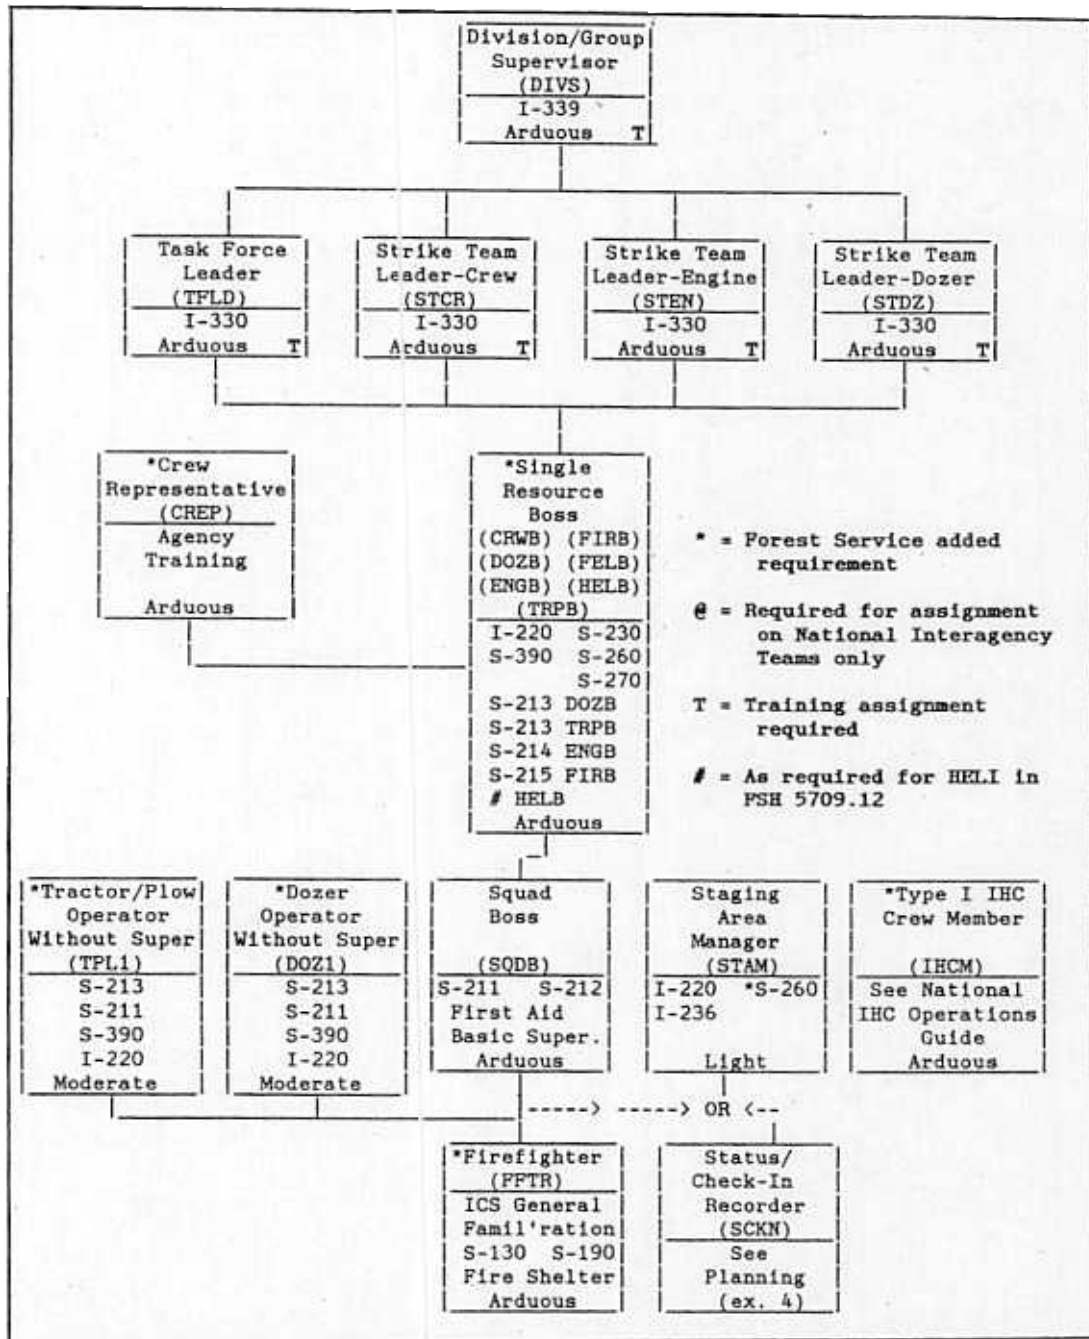 Division/Group
Supervisor
(DIVS)
I-339
Arduous T
Task Force
Leader
(TFLD)
I-330
Arduous T
Strike Team
Leader-Crew
(STCR)
I-330
Arduous T
Strike Team
Leader-Engine
(STEN)
I-330
Arduous T
Strike Team
Leader-Dozer
(STDZ)
I-330
Arduous T
*Crew
Representative
(CREP)
Agency
Training
Arduous
*Single
Resource
Boss
(CRWB) (FIRB)
(DOZB) (FELB)
(ENGB) (HELB)
(TRPB)
I-220 S-230
S-390 S-260
S-270
S-213 DOZB
S-213 TRPB
S-214 ENGB
S-215 FIRB
# HELB
Arduous
* = Forest Service added
requirement
@ = Required for assignment
on National Interagency
Teams only
T = Training assignment
required
# = As required for HELI in
FSH 5709.12
*Tractor/Plow
Operator
Without Super
(TPL1)
S-213
S-211
S-390
I-220
Moderate
*Dozer
Operator
Without Super
(DOZ1)
S-213
S-211
S-390
I-220
Moderate
Squad
Boss
(SQDB)
S-211 S-212
First Aid
Basic Super.
Arduous
Staging
Area
Manager
(STAM)
I-220 *S-260
I-236
Light
*Type I IHC
Crew Member
(IHCM)
See National
IHC Operations
Guide
Arduous
-----> -----> OR <--
*Firefighter
(FFTR)
ICS General
Famil'ration
S-130 S-190
Fire Shelter
Arduous
Status/
Check-In
Recorder
(SCKN)
See
Planning
(ex. 4)